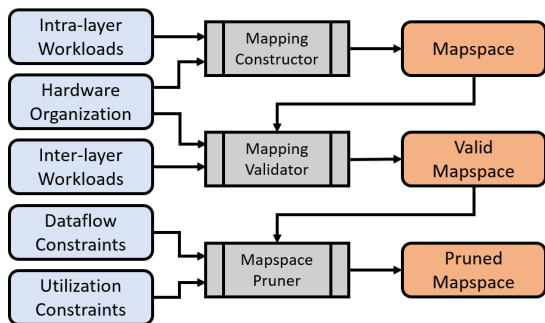 Intra-layer
Workloads
Mapping
Constructor
Mapspace
Hardware
Organization
Inter-layer
Workloads
Mapping
Validator
Valid
Mapspace
Dataflow
Constraints
Utilization
Constraints
Mapspace
Pruner
Pruned
Mapspace